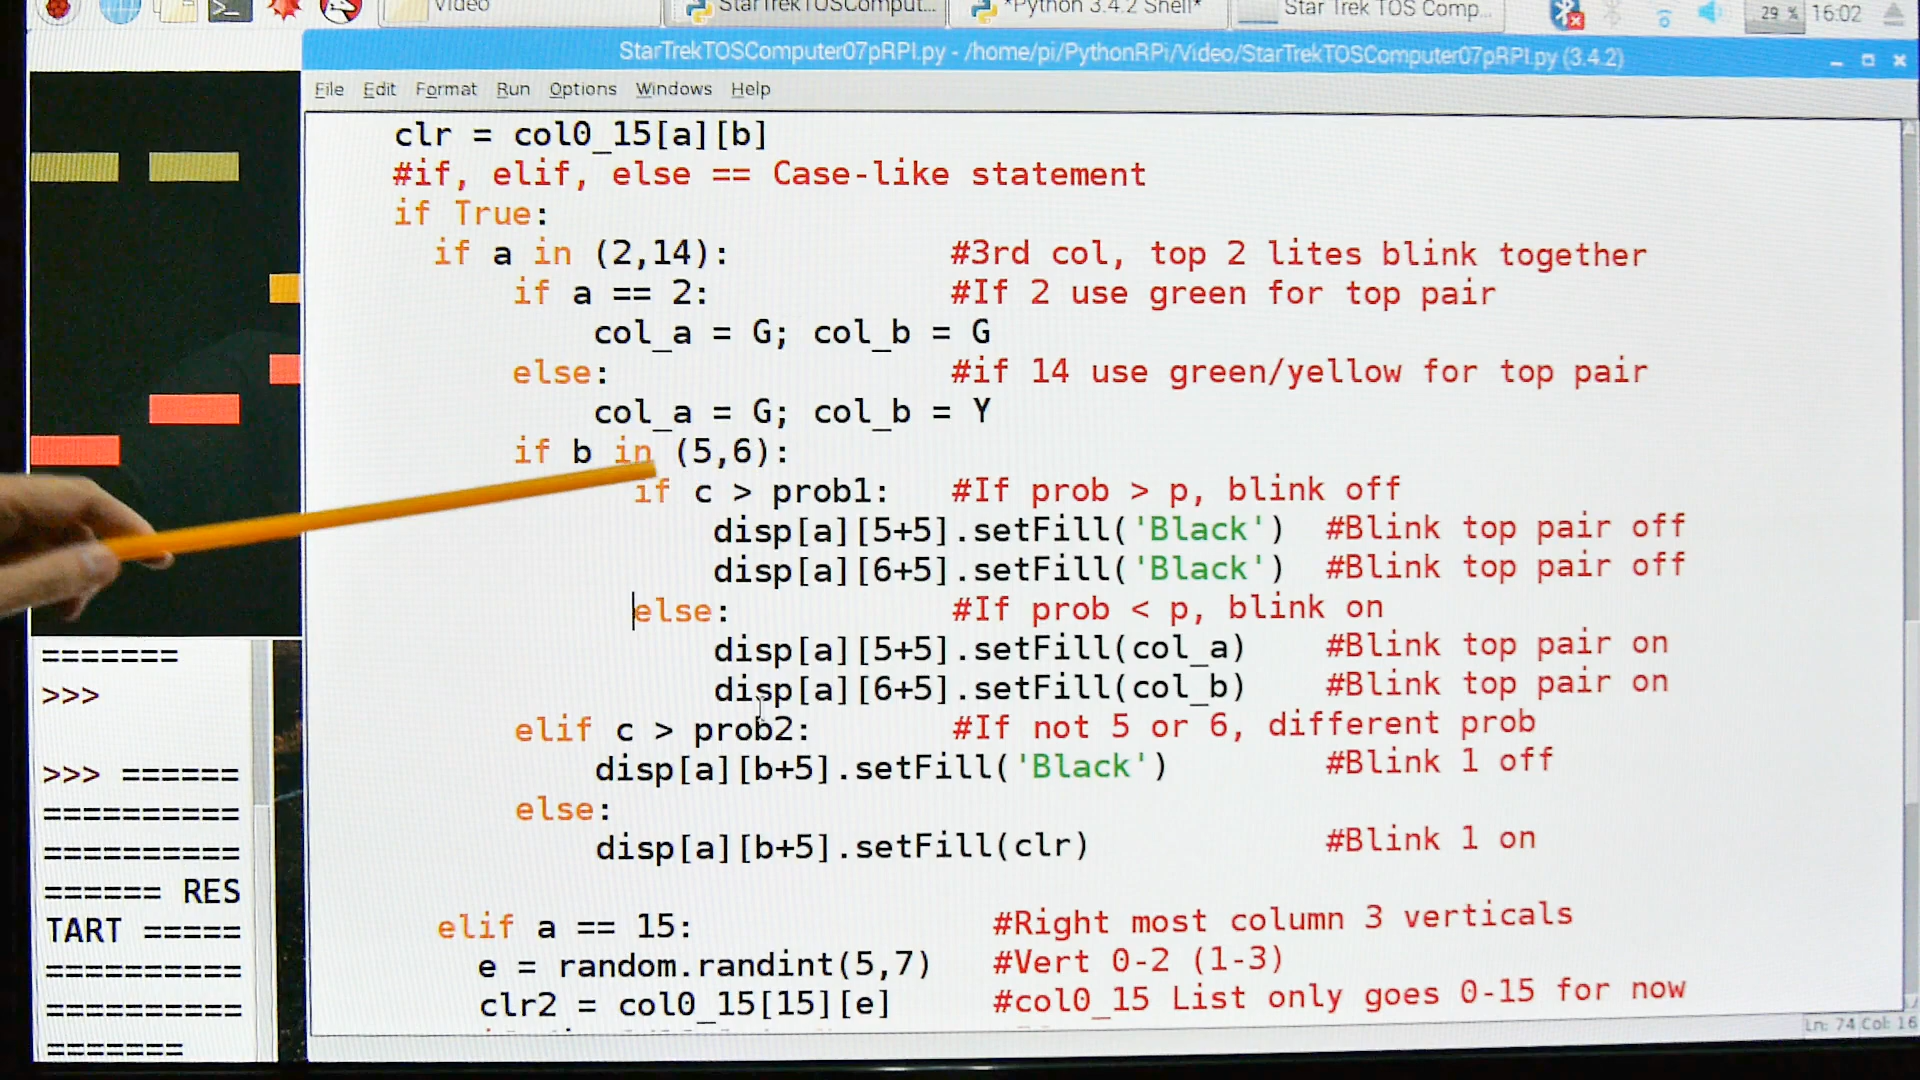 Video
StarTrekTOSComput...
*Python 3.4.2 Shell*
Star Trek TOS Comp...
29 %
16:02
StarTrekTOSComputer07pRPI.py - /home/pi/PythonRPi/Video/StarTrekTOSComputer07pRPI.py (3.4.2)
File Edit Format Run Options Windows Help
clr = col0_15[a][b]
#if, elif, else == Case-like statement
if True:
if a in (2,14): #3rd col, top 2 lites blink together
if a == 2: #If 2 use green for top pair
col_a = G; col_b = G
else: #if 14 use green/yellow for top pair
col_a = G; col_b = Y
if b in (5,6):
if c > prob1: #If prob > p, blink off
disp[a][5+5].setFill('Black') #Blink top pair off
disp[a][6+5].setFill('Black') #Blink top pair off
else: #If prob < p, blink on
disp[a][5+5].setFill(col_a) #Blink top pair on
disp[a][6+5].setFill(col_b) #Blink top pair on
elif c > prob2: #If not 5 or 6, different prob
disp[a][b+5].setFill('Black') #Blink 1 off
else:
disp[a][b+5].setFill(clr) #Blink 1 on
elif a == 15: #Right most column 3 verticals
e = random.randint(5,7) #Vert 0-2 (1-3)
clr2 = col0_15[15][e] #col0_15 List only goes 0-15 for now
Ln: 74 Col: 16
=======
>>>
>>> ======
==========
==========
====== RES
TART =====
==========
==========
=======